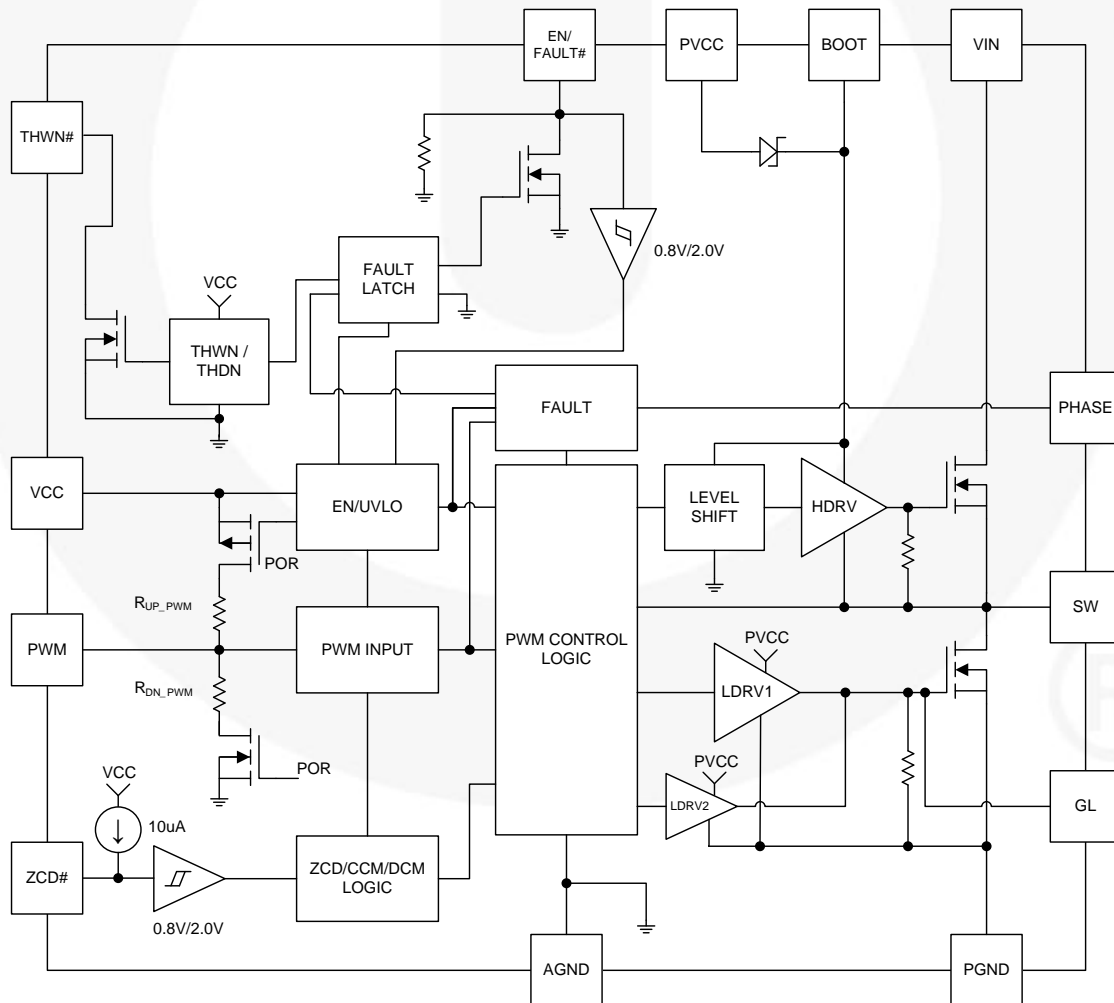 EN/
FAULT#
PVCC
BOOT
VIN
THWN#
0.8V/2.0V
FAULT
LATCH
VCC
THWN /
THDN
FAULT
PHASE
VCC
EN/UVLO
LEVEL
SHIFT
HDRV
POR
RUP_PWM
PWM
PWM INPUT
PWM CONTROL
LOGIC
SW
RDN_PWM
PVCC
LDRV1
POR
VCC
PVCC
10uA
LDRV2
GL
ZCD#
ZCD/CCM/DCM
LOGIC
0.8V/2.0V
AGND
PGND
®